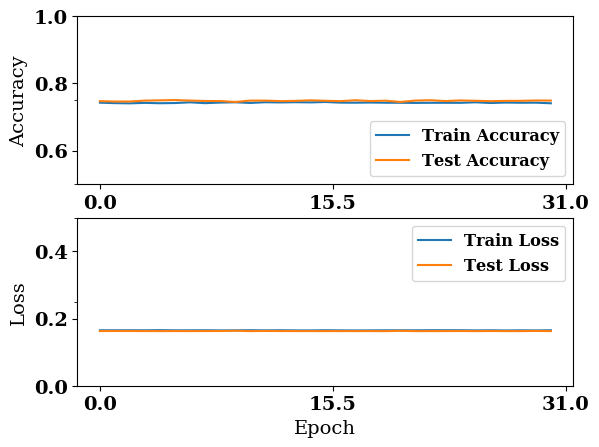 1.0
0.8
0.6
Accuracy
Train Accuracy
Test Accuracy
0.0 15.5 31.0
0.4
0.2
0.0
Loss
Train Loss
Test Loss
0.0 15.5 31.0
Epoch